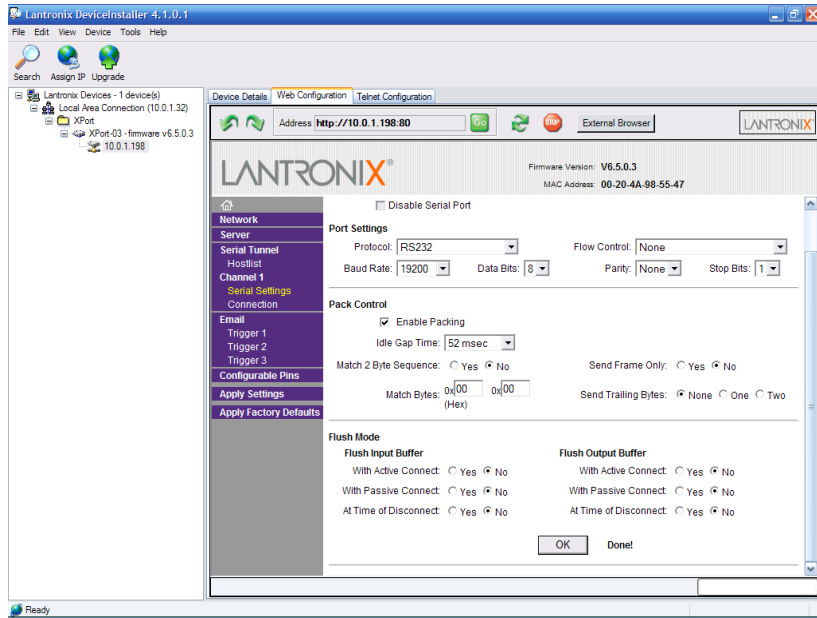 Lantronix DeviceInstaller 4.1.0.1
File Edit View Device Tools Help
Search Assign IP Upgrade
Lantronix Devices - 1 device(s)
Local Area Connection (10.0.1.32)
XPort
XPort-03 - firmware v6.5.0.3
10.0.1.198
Device Details Web Configuration Telnet Configuration
Address http://10.0.1.198:80 Go STOP External Browser LANTRONIX
LANTRONIX®
Firmware Version: V6.5.0.3
MAC Address: 00-20-4A-98-55-47
Network
Server
Serial Tunnel
Hostlist
Channel 1
Serial Settings
Connection
Email
Trigger 1
Trigger 2
Trigger 3
Configurable Pins
Apply Settings
Apply Factory Defaults
Disable Serial Port
Port Settings
Protocol: RS232 Flow Control: None
Baud Rate: 19200 Data Bits: 8 Parity: None Stop Bits: 1
Pack Control
Enable Packing
Idle Gap Time: 52 msec
Match 2 Byte Sequence: Yes No Send Frame Only: Yes No
Match Bytes: 0x 00 0x 00 Send Trailing Bytes: None One Two
(Hex)
Flush Mode
Flush Input Buffer Flush Output Buffer
With Active Connect: Yes No With Active Connect: Yes No
With Passive Connect: Yes No With Passive Connect: Yes No
At Time of Disconnect: Yes No At Time of Disconnect: Yes No
OK Done!
Ready